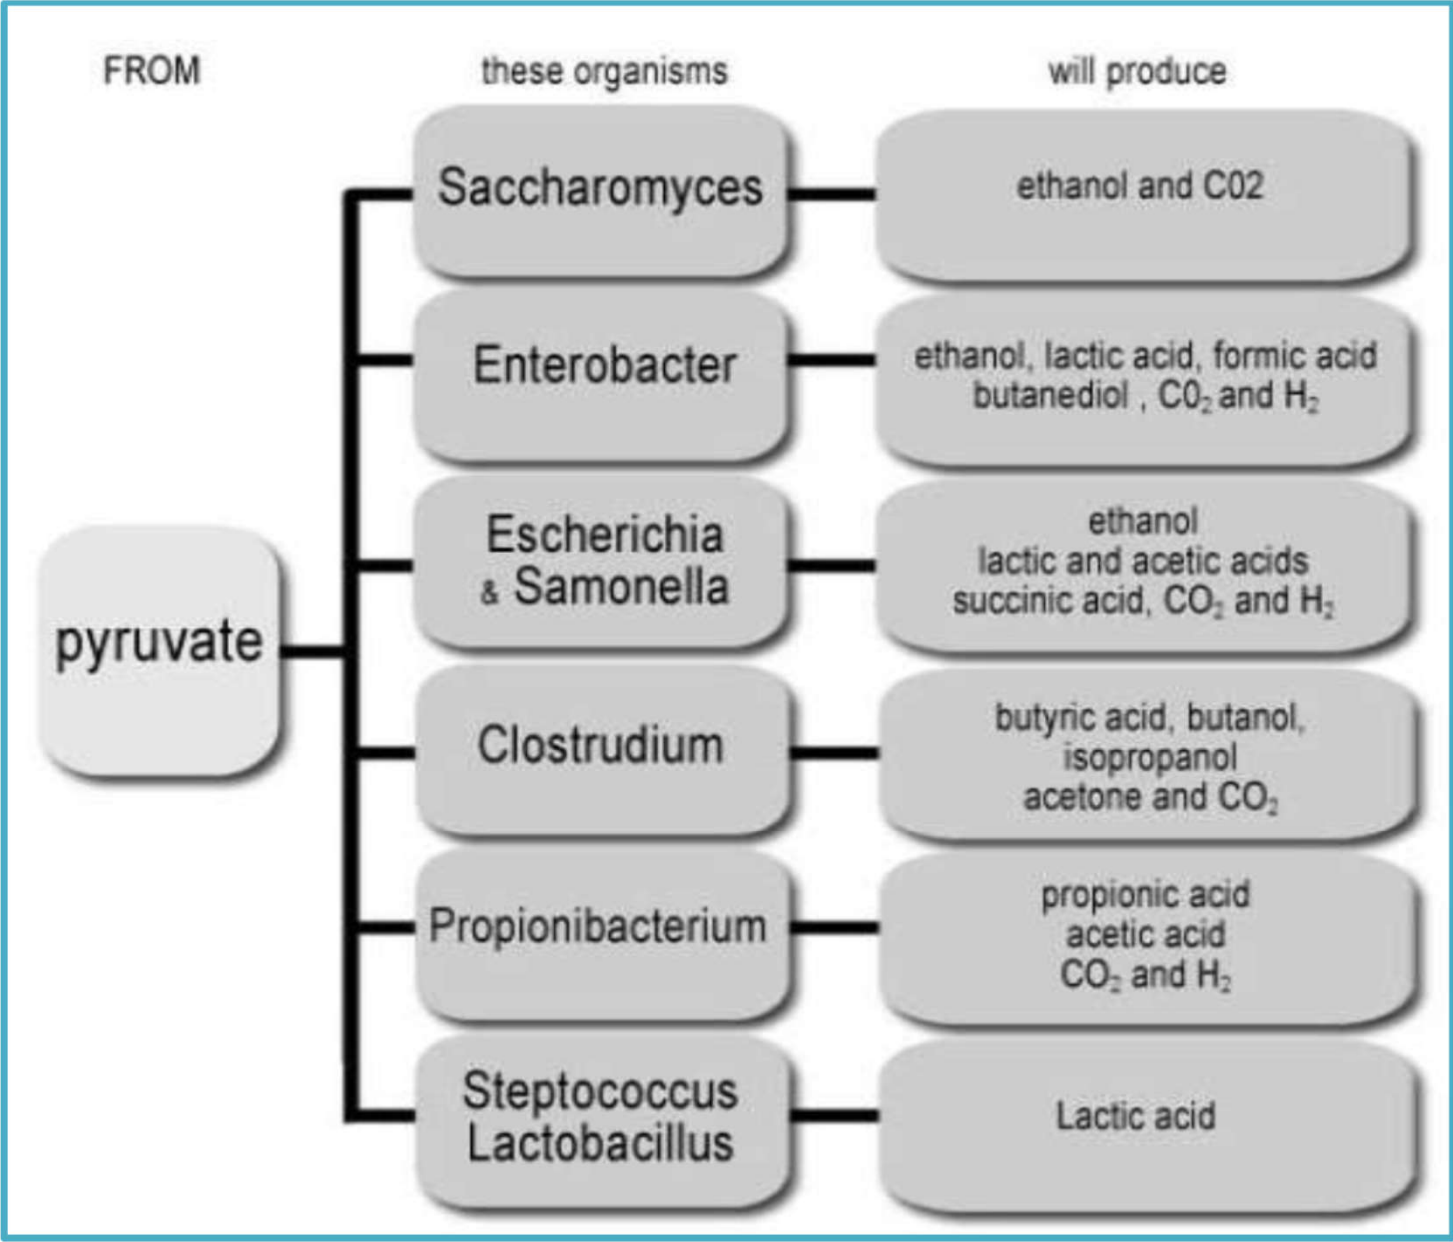 FROM
these organisms
will produce
pyruvate
Saccharomyces
ethanol and C02
Enterobacter
ethanol, lactic acid, formic acid
butanediol , C0₂ and H₂
Escherichia
& Samonella
ethanol
lactic and acetic acids
succinic acid, CO₂ and H₂
Clostrudium
butyric acid, butanol,
isopropanol
acetone and CO₂
Propionibacterium
propionic acid
acetic acid
CO₂ and H₂
Steptococcus
Lactobacillus
Lactic acid